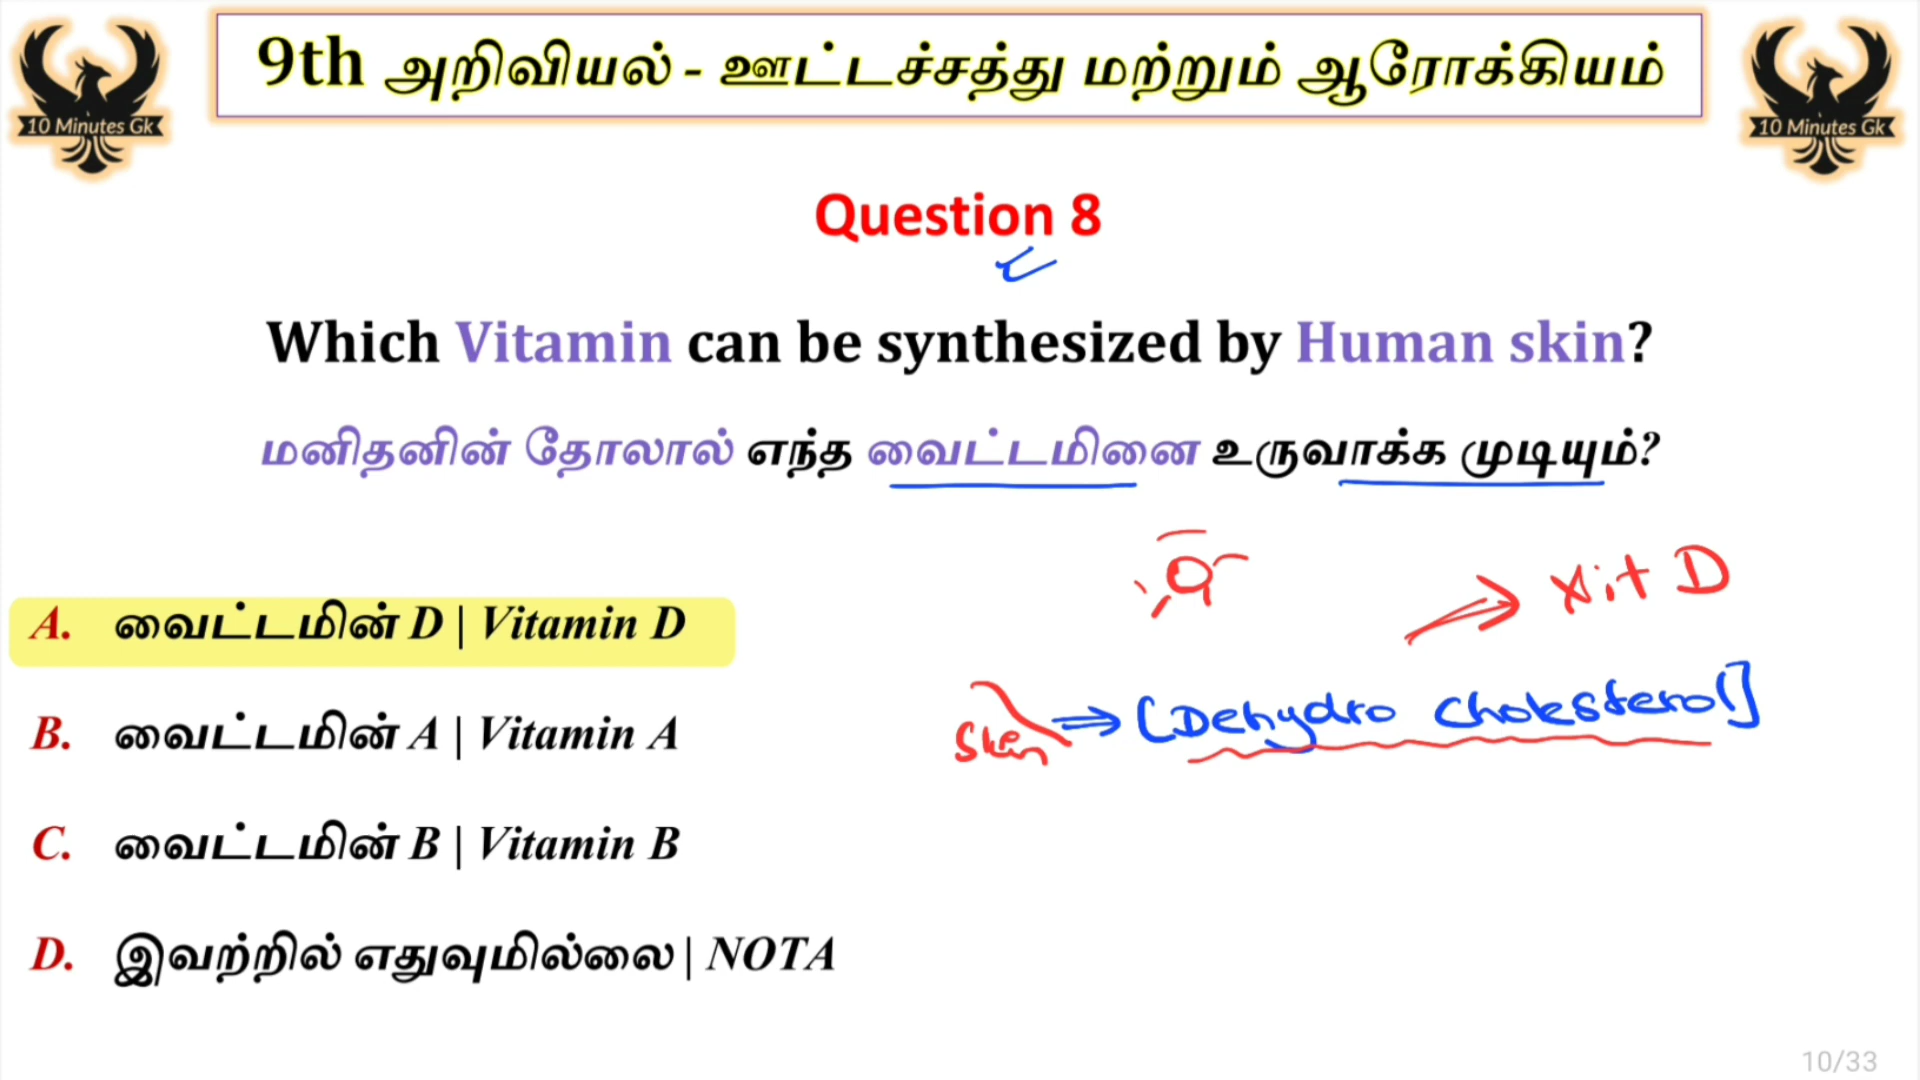 9th அறிவியல் - ஊட்டச்சத்து மற்றும் ஆரோக்கியம்
10 Minutes Gk
10 Minutes Gk
Question 8
Which Vitamin can be synthesized by Human skin?
மனிதனின் தோலால் எந்த வைட்டமினை உருவாக்க முடியும்?
A. வைட்டமின் D | Vitamin D
B. வைட்டமின் A | Vitamin A
C. வைட்டமின் B | Vitamin B
D. இவற்றில் எதுவுமில்லை | NOTA
Vit D
Skin ⇒ [Dehydro cholesterol]
10/33